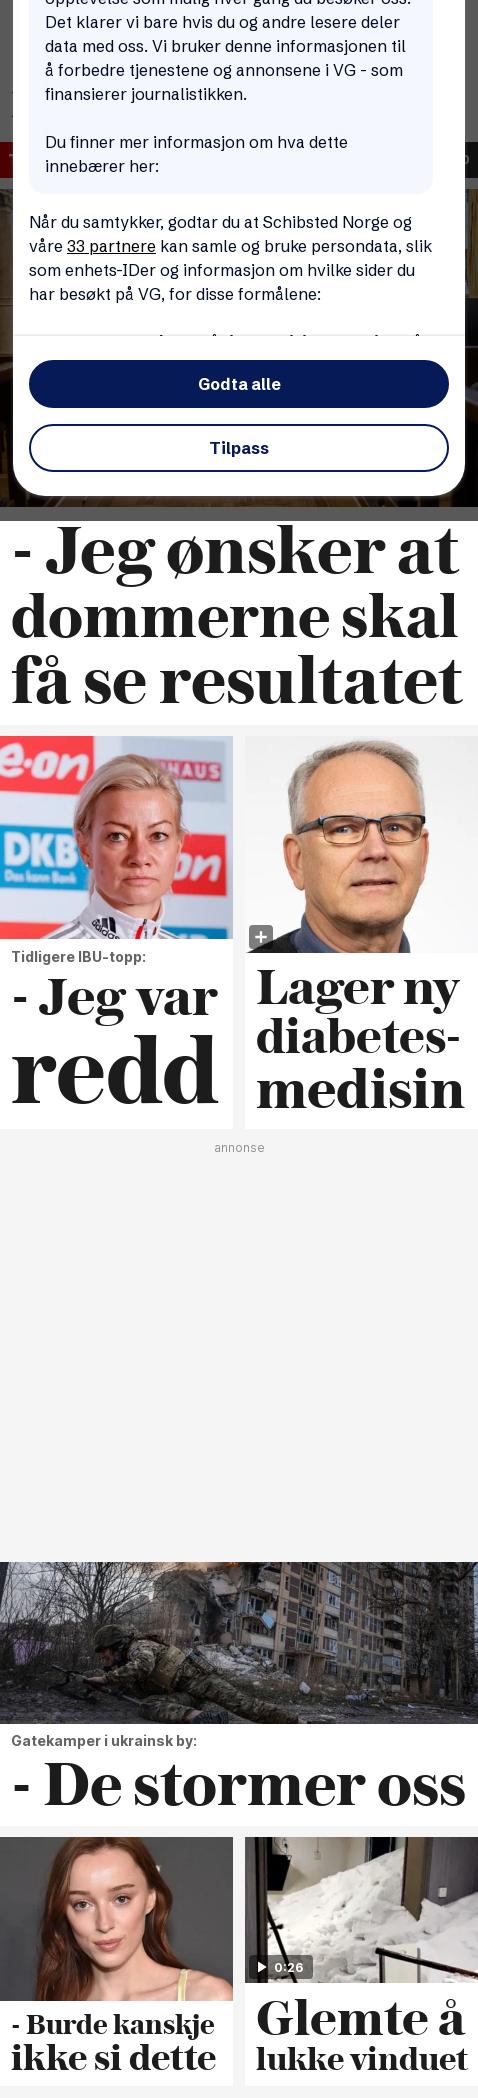 opplevelse som mulig hver gang du besøker oss.
Det klarer vi bare hvis du og andre lesere deler
data med oss. Vi bruker denne informasjonen til
å forbedre tjenestene og annonsene i VG - som
finansierer journalistikken.
Du finner mer informasjon om hva dette
innebærer her:
Når du samtykker, godtar du at Schibsted Norge og
våre 33 partnere kan samle og bruke persondata, slik
som enhets-IDer og informasjon om hvilke sider du
har besøkt på VG, for disse formålene:
Godta alle
Tilpass
- Jeg ønsker at
dommerne skal
få se resultatet
e.on
HAUS
DKB
Das kann Bank
on
Tidligere IBU-topp:
- Jeg var
redd
Lager ny
diabetes-
medisin
annonse
Gatekamper i ukrainsk by:
- De stormer oss
- Burde kanskje
ikke si dette
0:26
Glemte å
lukke vinduet